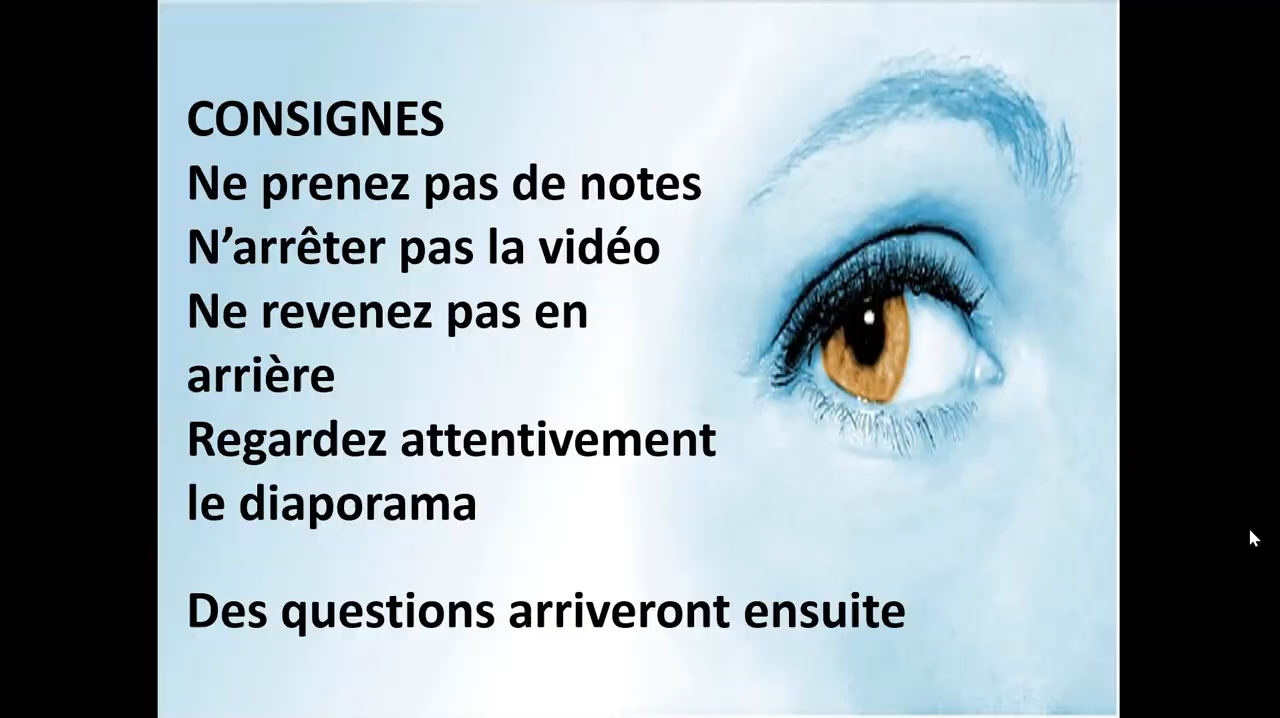 CONSIGNES
Ne prenez pas de notes
N’arrêter pas la vidéo
Ne revenez pas en
arrière
Regardez attentivement
le diaporama
Des questions arriveront ensuite